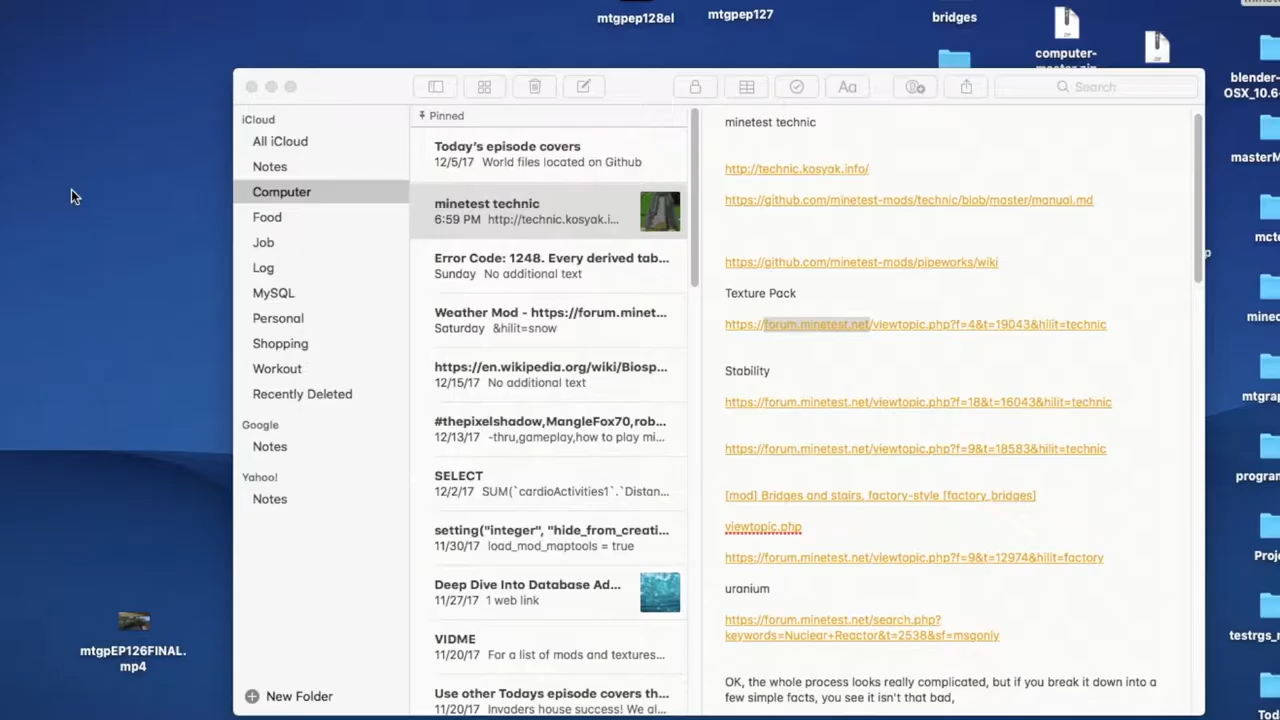 mtgpep128el
mtgpep127
bridges
computer-
blender-
OSX_10.6-
masterM
mcte
mined
mtgra
program
Proj
testrgs_m
Tod
mtgpEP126FINAL.
mp4
Search
iCloud
All iCloud
Notes
Computer
Food
Job
Log
MySQL
Personal
Shopping
Workout
Recently Deleted
Google
Notes
Yahoo!
Notes
New Folder
Pinned
Today's episode covers
12/5/17 World files located on Github
minetest technic
6:59 PM http://technic.kosyak.i...
Error Code: 1248. Every derived tab...
Sunday No additional text
Weather Mod - https://forum.minet...
Saturday &hilit=snow
https://en.wikipedia.org/wiki/Biosp...
12/15/17 No additional text
#thepixelshadow,MangleFox70,rob...
12/13/17 -thru,gameplay,how to play mi...
SELECT
12/2/17 SUM(`cardioActivities1`.`Distan...
setting("integer", "hide_from_creati...
11/30/17 load_mod_maptools = true
Deep Dive Into Database Ad...
11/27/17 1 web link
VIDME
11/20/17 For a list of mods and textures...
Use other Todays episode covers th...
11/20/17 Invaders house success! We al...
Aa
minetest technic
http://technic.kosyak.info/
https://github.com/minetest-mods/technic/blob/master/manual.md
https://github.com/minetest-mods/pipeworks/wiki
Texture Pack
https://forum.minetest.net/viewtopic.php?f=4&t=19043&hilit=technic
Stability
https://forum.minetest.net/viewtopic.php?f=18&t=16043&hilit=technic
https://forum.minetest.net/viewtopic.php?f=9&t=18583&hilit=technic
[mod] Bridges and stairs, factory-style [factory_bridges]
viewtopic.php
https://forum.minetest.net/viewtopic.php?f=9&t=12974&hilit=factory
uranium
https://forum.minetest.net/search.php?
keywords=Nuclear+Reactor&t=2538&sf=msgonly
OK, the whole process looks really complicated, but if you break it down into a
few simple facts, you see it isn't that bad,